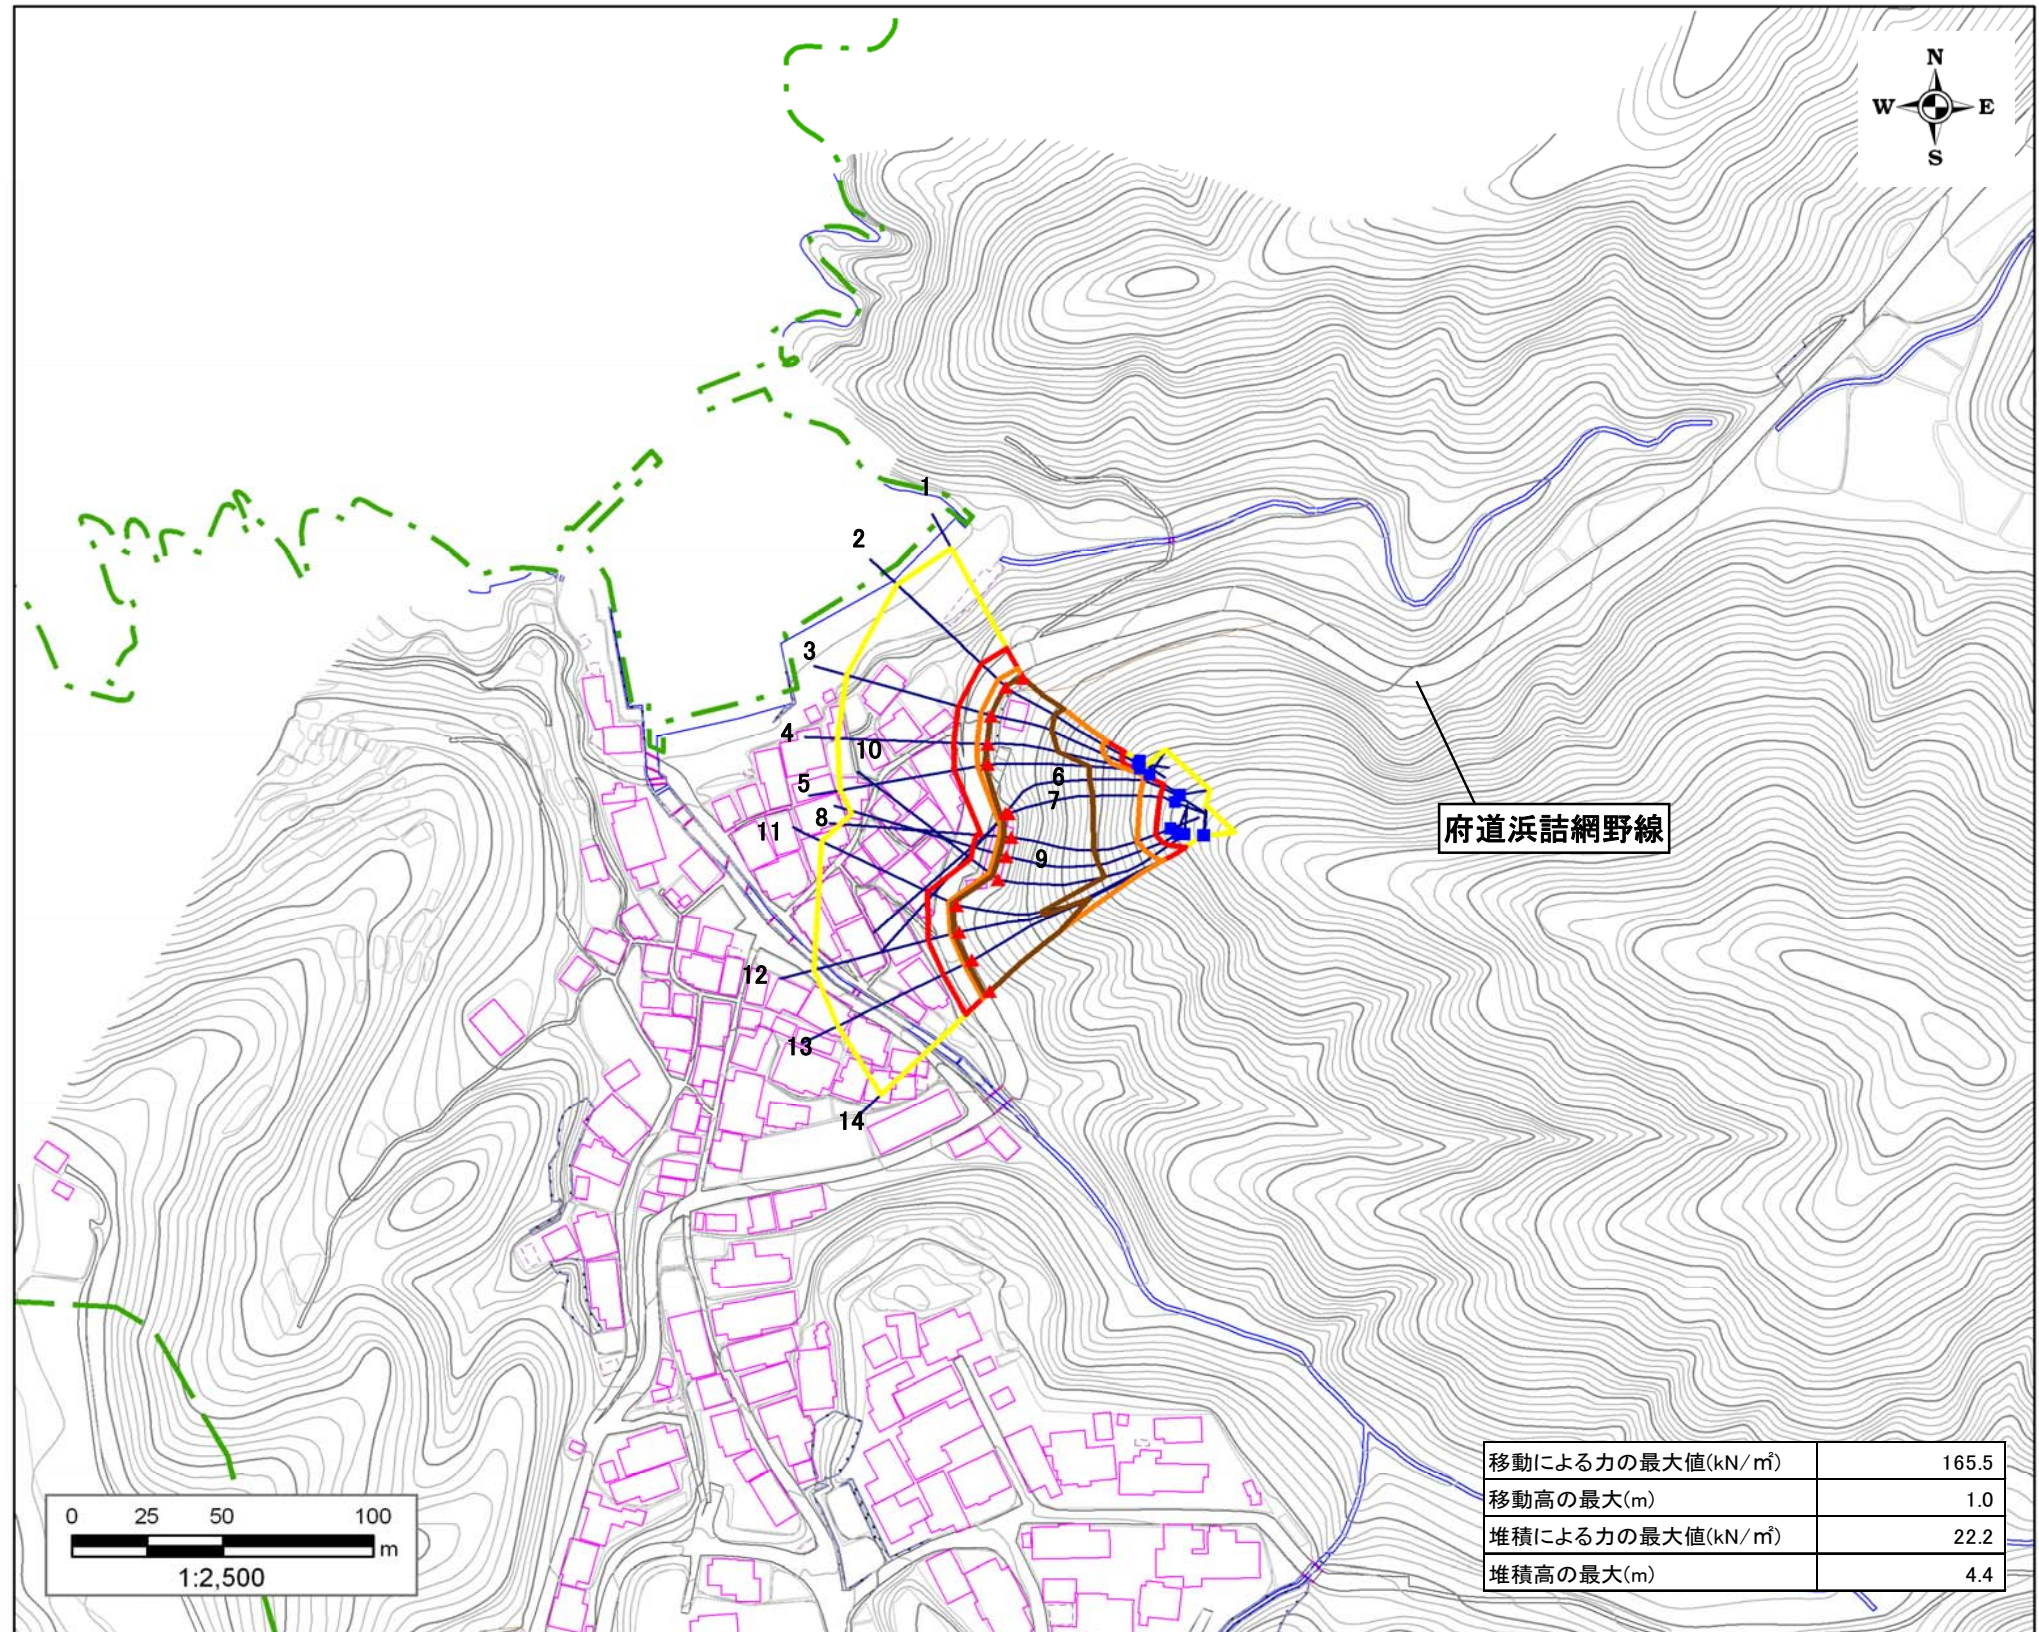 N
W E
S
1
2
3
4
10
5
6
7
8
11
9
12
13
14
府道浜詰網野線
移動による力の最大値(kN/㎡) 165.5
移動高の最大(m) 1.0
堆積による力の最大値(kN/㎡) 22.2
堆積高の最大(m) 4.4
0 25 50 100
m
1:2,500